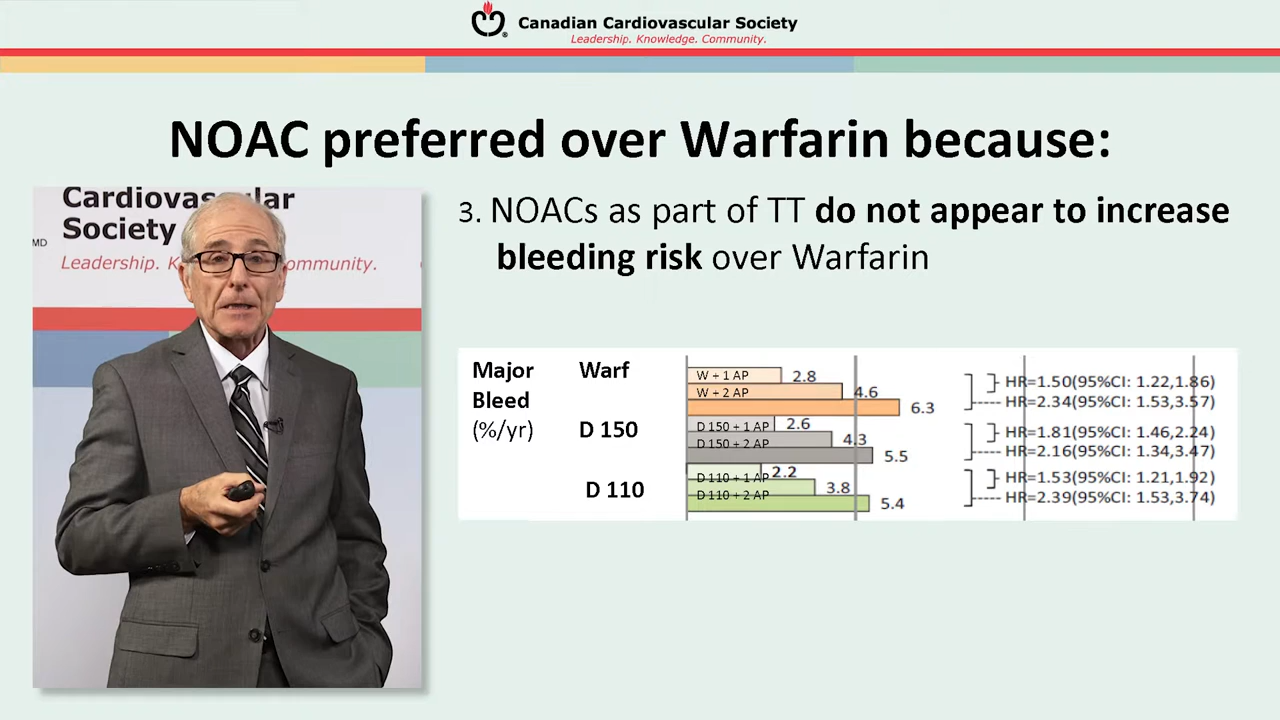 Canadian Cardiovascular Society
Leadership. Knowledge. Community.
NOAC preferred over Warfarin because:
Cardiovascular
Society
MD
Leadership. K ommunity.
3. NOACs as part of TT do not appear to increase
bleeding risk over Warfarin
Major
Bleed
(%/yr)
Warf
D 150
D 110
W + 1 AP 2.8
W + 2 AP 4.6
6.3
D 150 + 1 AP 2.6
D 150 + 2 AP 4.3
5.5
D 110 + 1 AP 2.2
D 110 + 2 AP 3.8
5.4
HR=1.50(95%CI: 1.22,1.86)
HR=2.34(95%CI: 1.53,3.57)
HR=1.81(95%CI: 1.46,2.24)
HR=2.16(95%CI: 1.34,3.47)
HR=1.53(95%CI: 1.21,1.92)
HR=2.39(95%CI: 1.53,3.74)